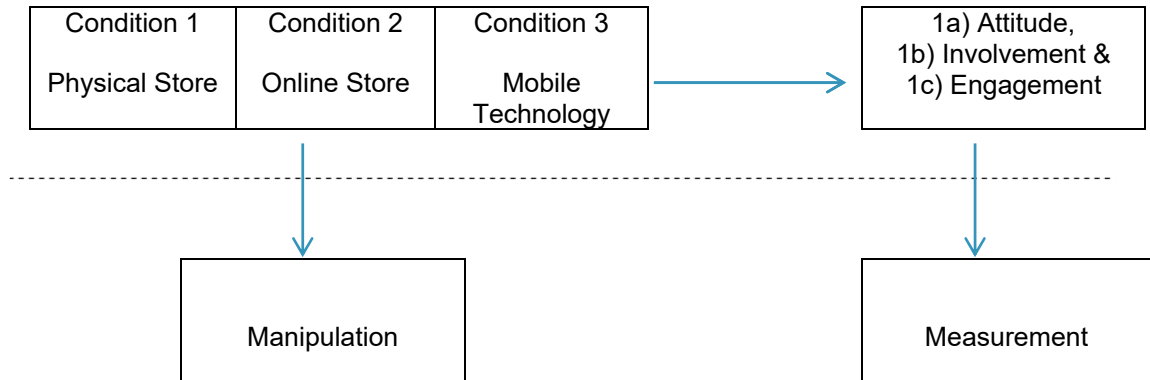 Condition 1
Physical Store
Condition 2
Online Store
Condition 3
Mobile
Technology
1a) Attitude,
1b) Involvement &
1c) Engagement
Manipulation
Measurement